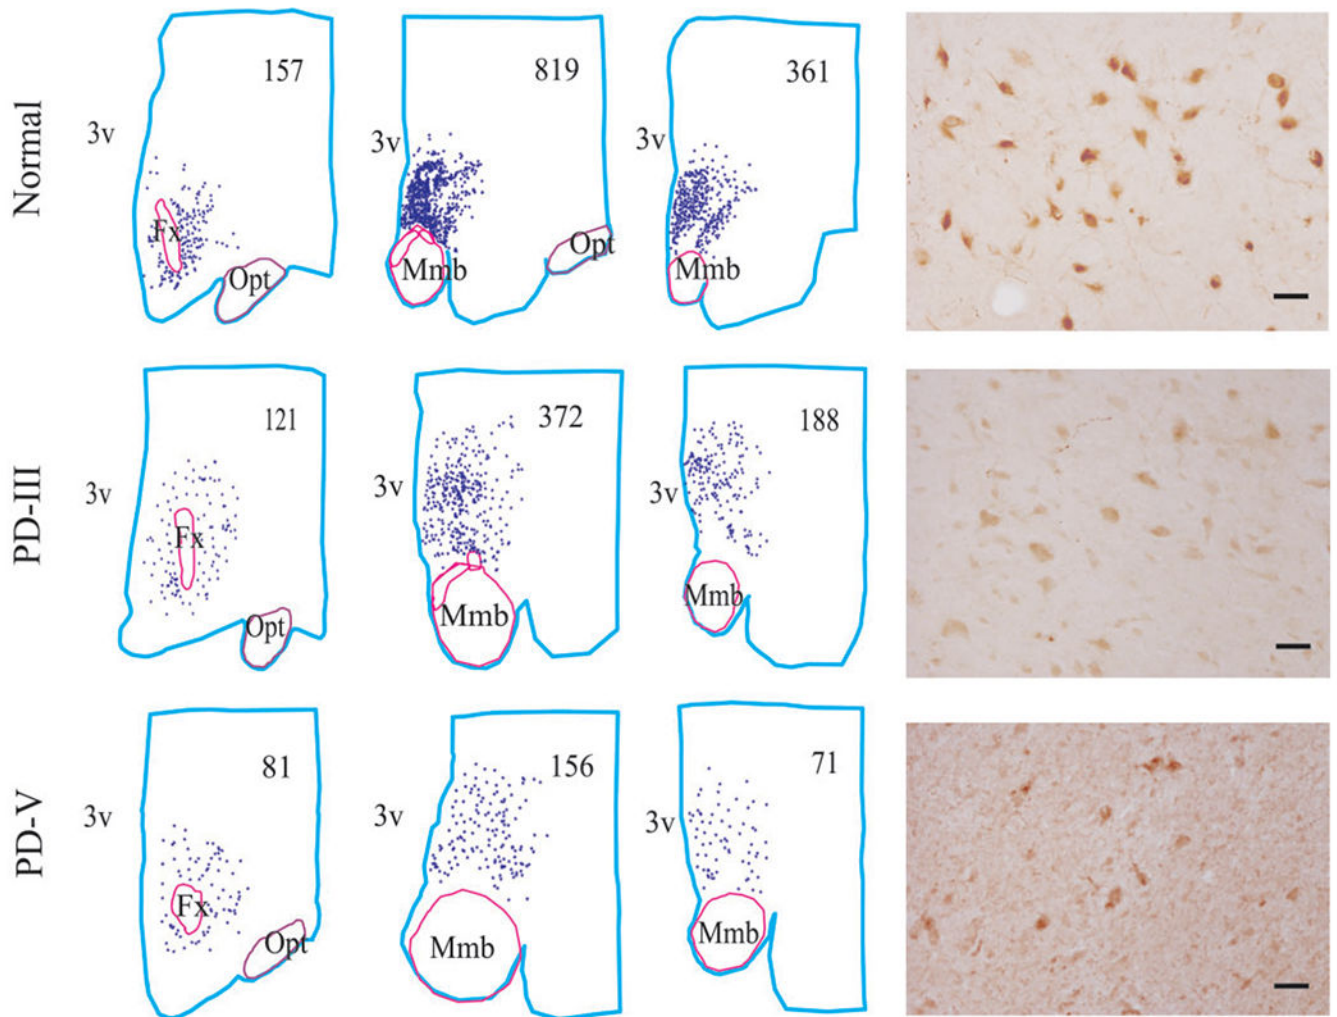 Normal
157
819
361
3v
3v
3v
Fx
Opt
Mmb
Opt
Mmb
PD-III
121
372
188
3v
3v
3v
Fx
Opt
Mmb
Mmb
PD-V
81
156
71
3v
3v
3v
Fx
Opt
Mmb
Mmb